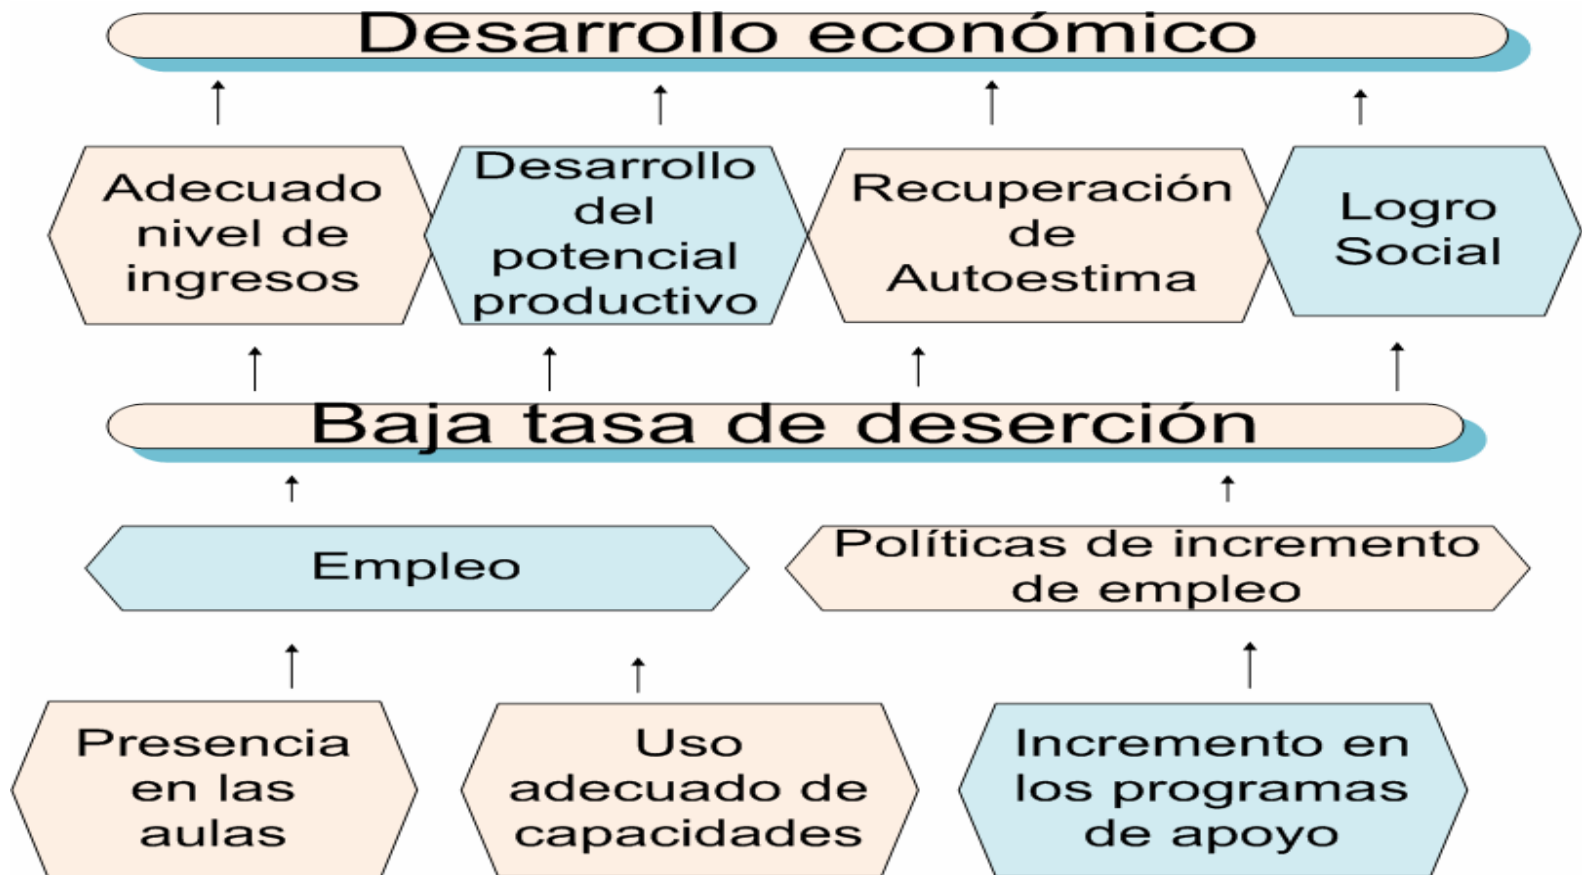 Desarrollo económico
Adecuado
nivel de
ingresos
Desarrollo
del
potencial
productivo
Recuperación
de
Autoestima
Logro
Social
Baja tasa de deserción
Empleo
Políticas de incremento
de empleo
Presencia
en las
aulas
Uso
adecuado de
capacidades
Incremento en
los programas
de apoyo